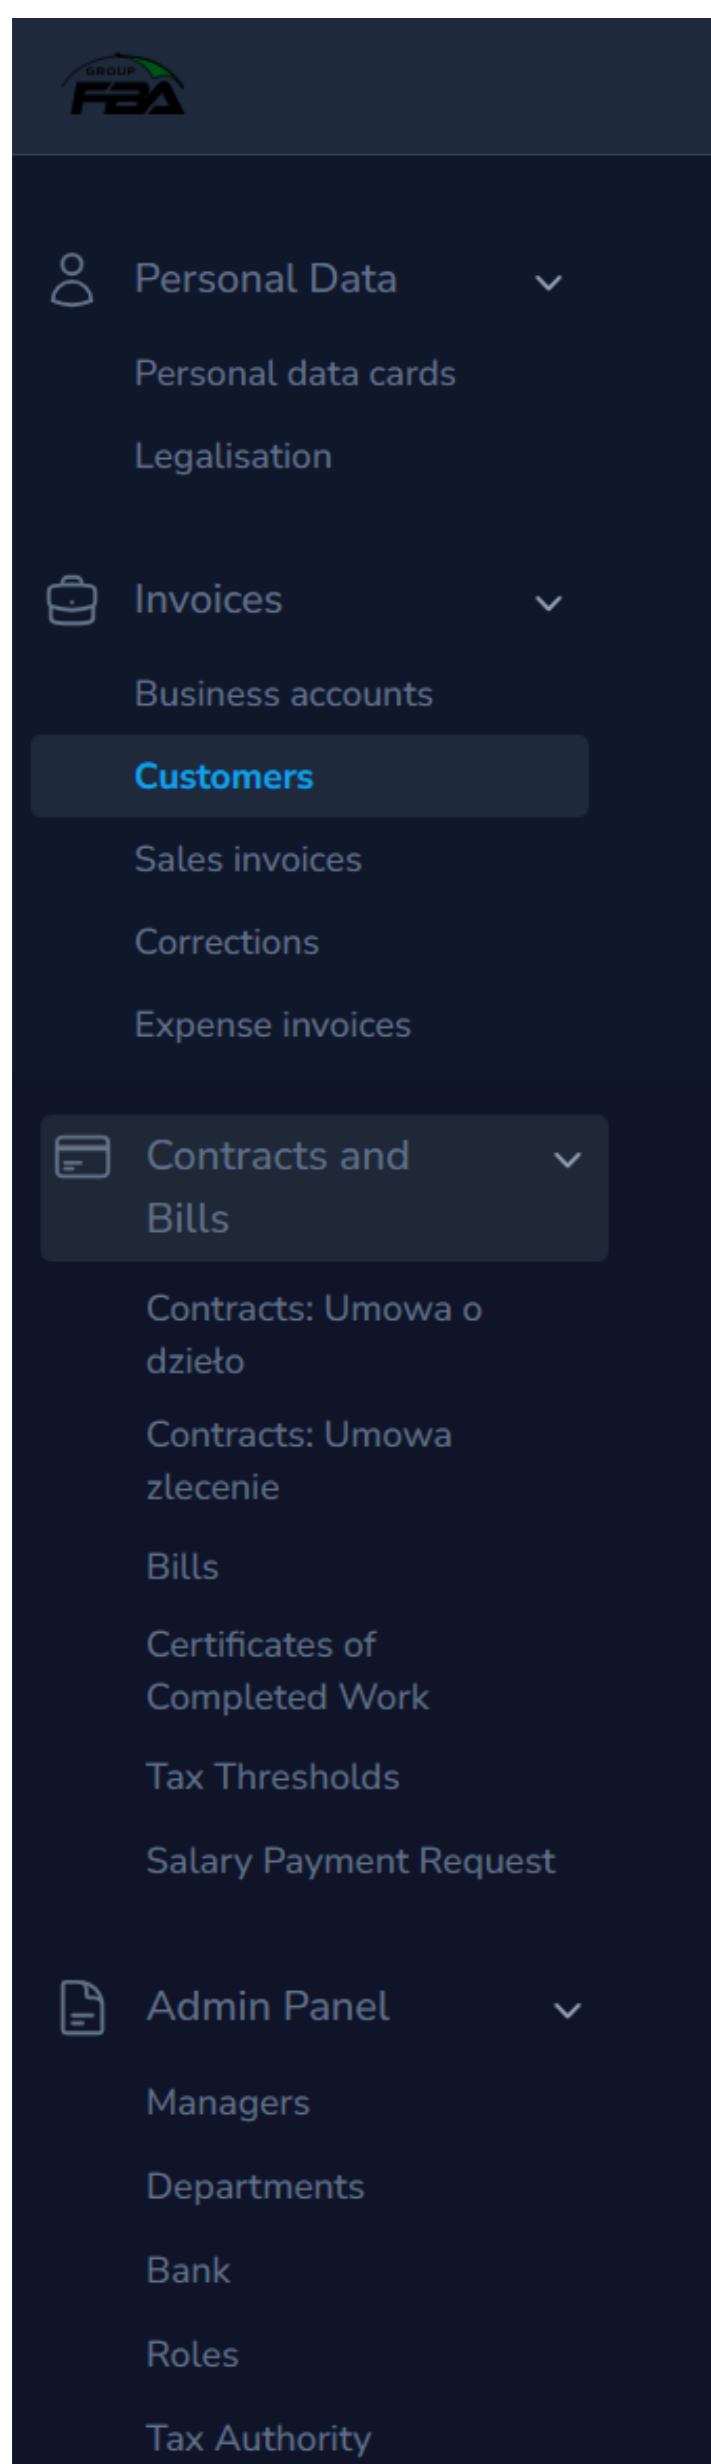 GROUP
FBA
Personal Data
Personal data cards
Legalisation
Invoices
Business accounts
Customers
Sales invoices
Corrections
Expense invoices
Contracts and
Bills
Contracts: Umowa o
dzieło
Contracts: Umowa
zlecenie
Bills
Certificates of
Completed Work
Tax Thresholds
Salary Payment Request
Admin Panel
Managers
Departments
Bank
Roles
Tax Authority